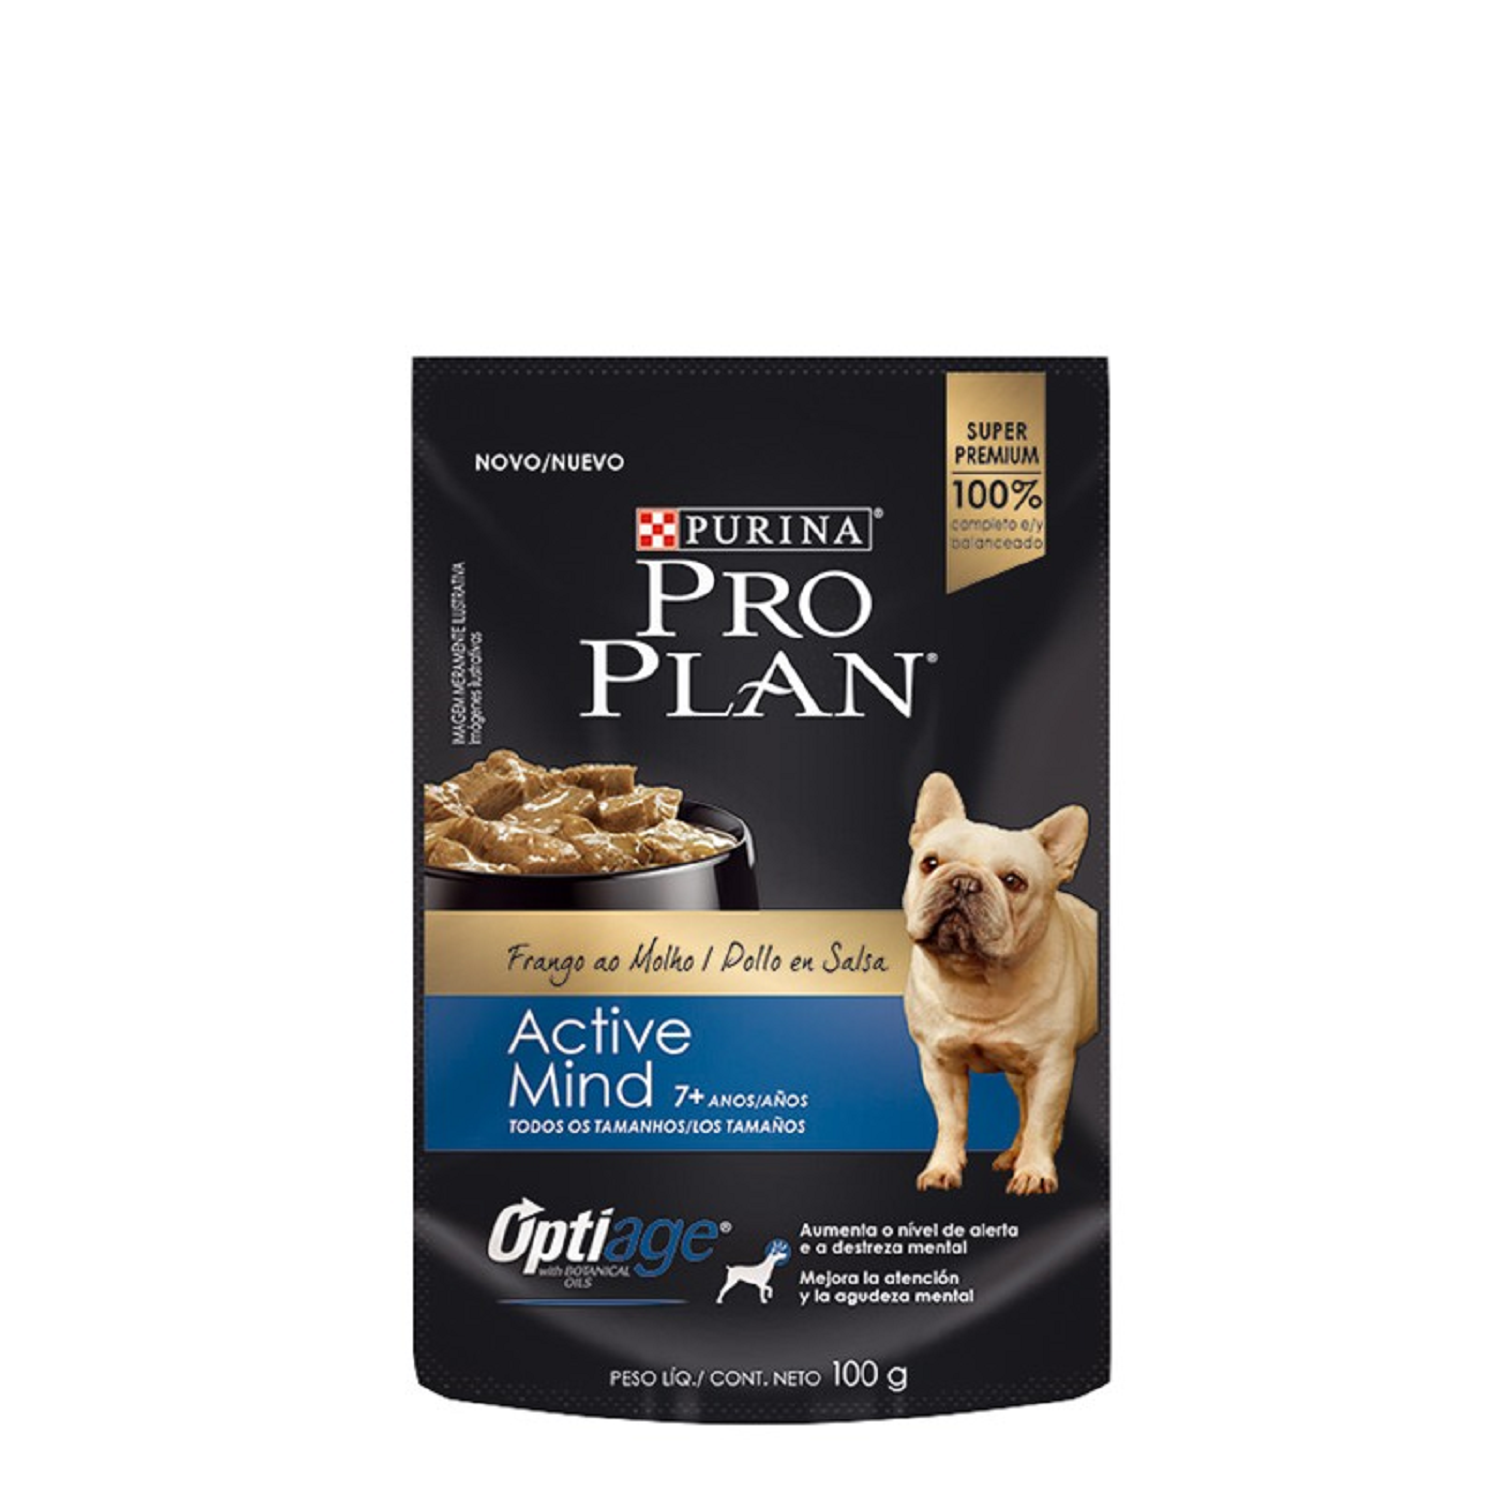 NOVO/NUEVO
SUPER
PREMIUM
100%
completo e/y
balanceado
PURINA®
PRO
PLAN®
IMAGEM MERAMENTE ILUSTRATIVA
Imágenes ilustrativas
Frango ao Molho / Pollo en Salsa
Active
Mind 7+ ANOS/AÑOS
TODOS OS TAMANHOS/LOS TAMAÑOS
Optiage®
with BOTANICAL
OILS
Aumenta o nível de alerta
e a destreza mental
Mejora la atención
y la agudeza mental
PESO LÍQ./ CONT. NETO 100 g